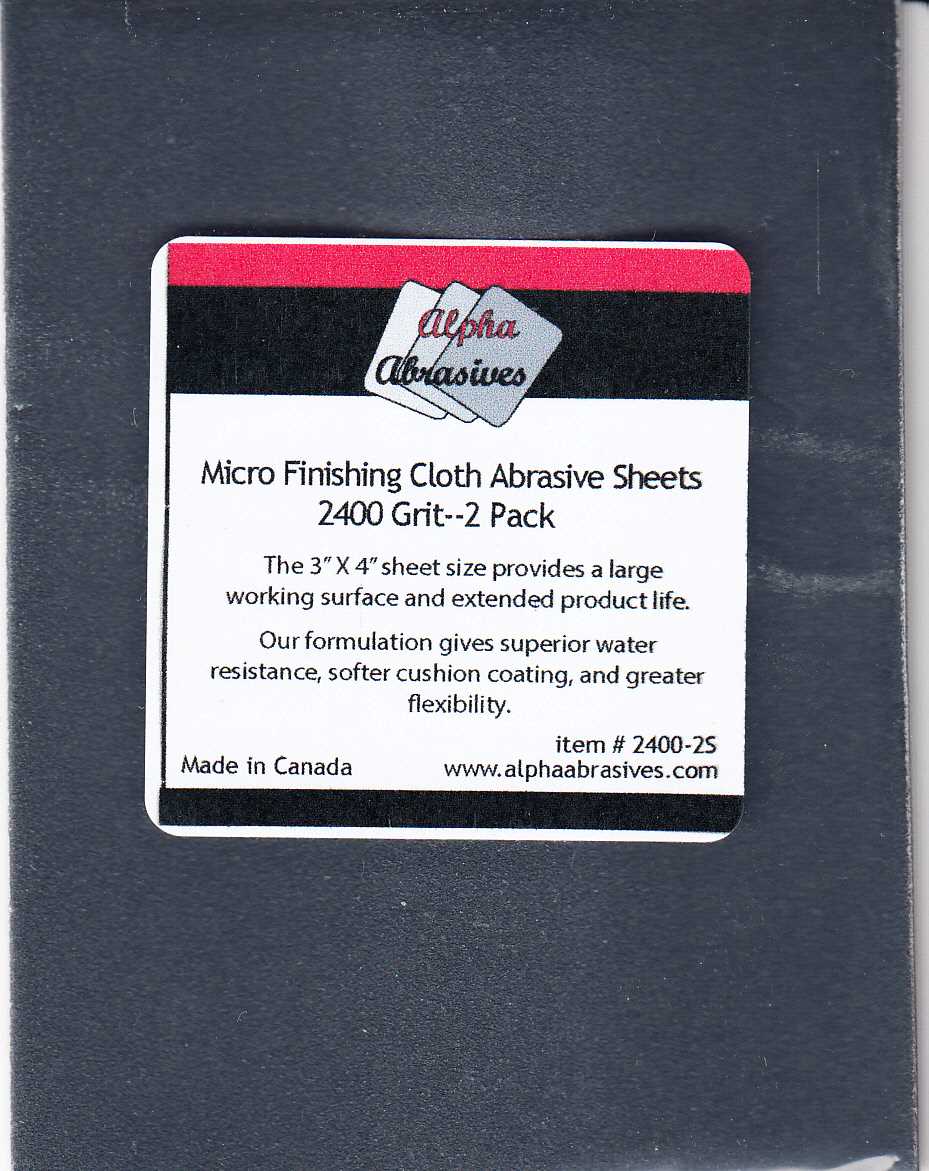 Alpha
Abrasives
Micro Finishing Cloth Abrasive Sheets
2400 Grit--2 Pack
The 3" X 4" sheet size provides a large
working surface and extended product life.
Our formulation gives superior water
resistance, softer cushion coating, and greater
flexibility.
item # 2400-2S
Made in Canada www.alphaabrasives.com